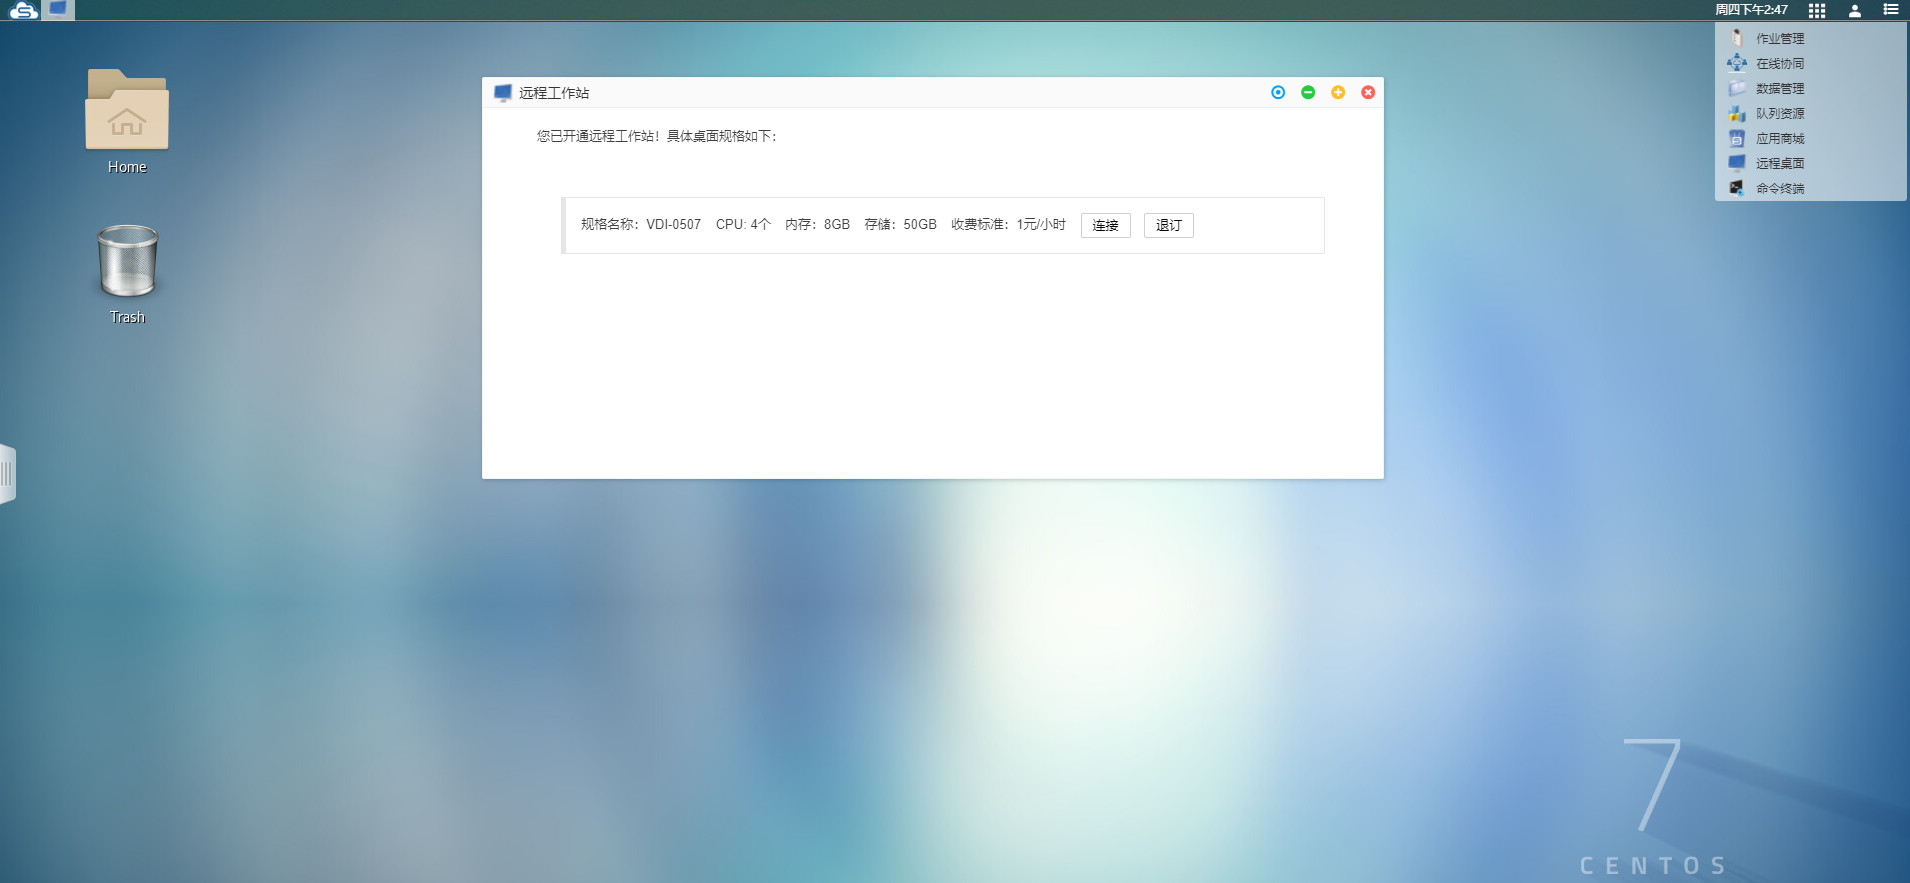 周四下午2:47
作业管理
在线协同
数据管理
队列资源
应用商城
远程桌面
命令终端
Home
Trash
远程工作站
您已开通远程工作站！具体桌面规格如下：
规格名称：VDI-0507 CPU: 4个 内存：8GB 存储：50GB 收费标准：1元/小时 连接 退订
7
CENTOS